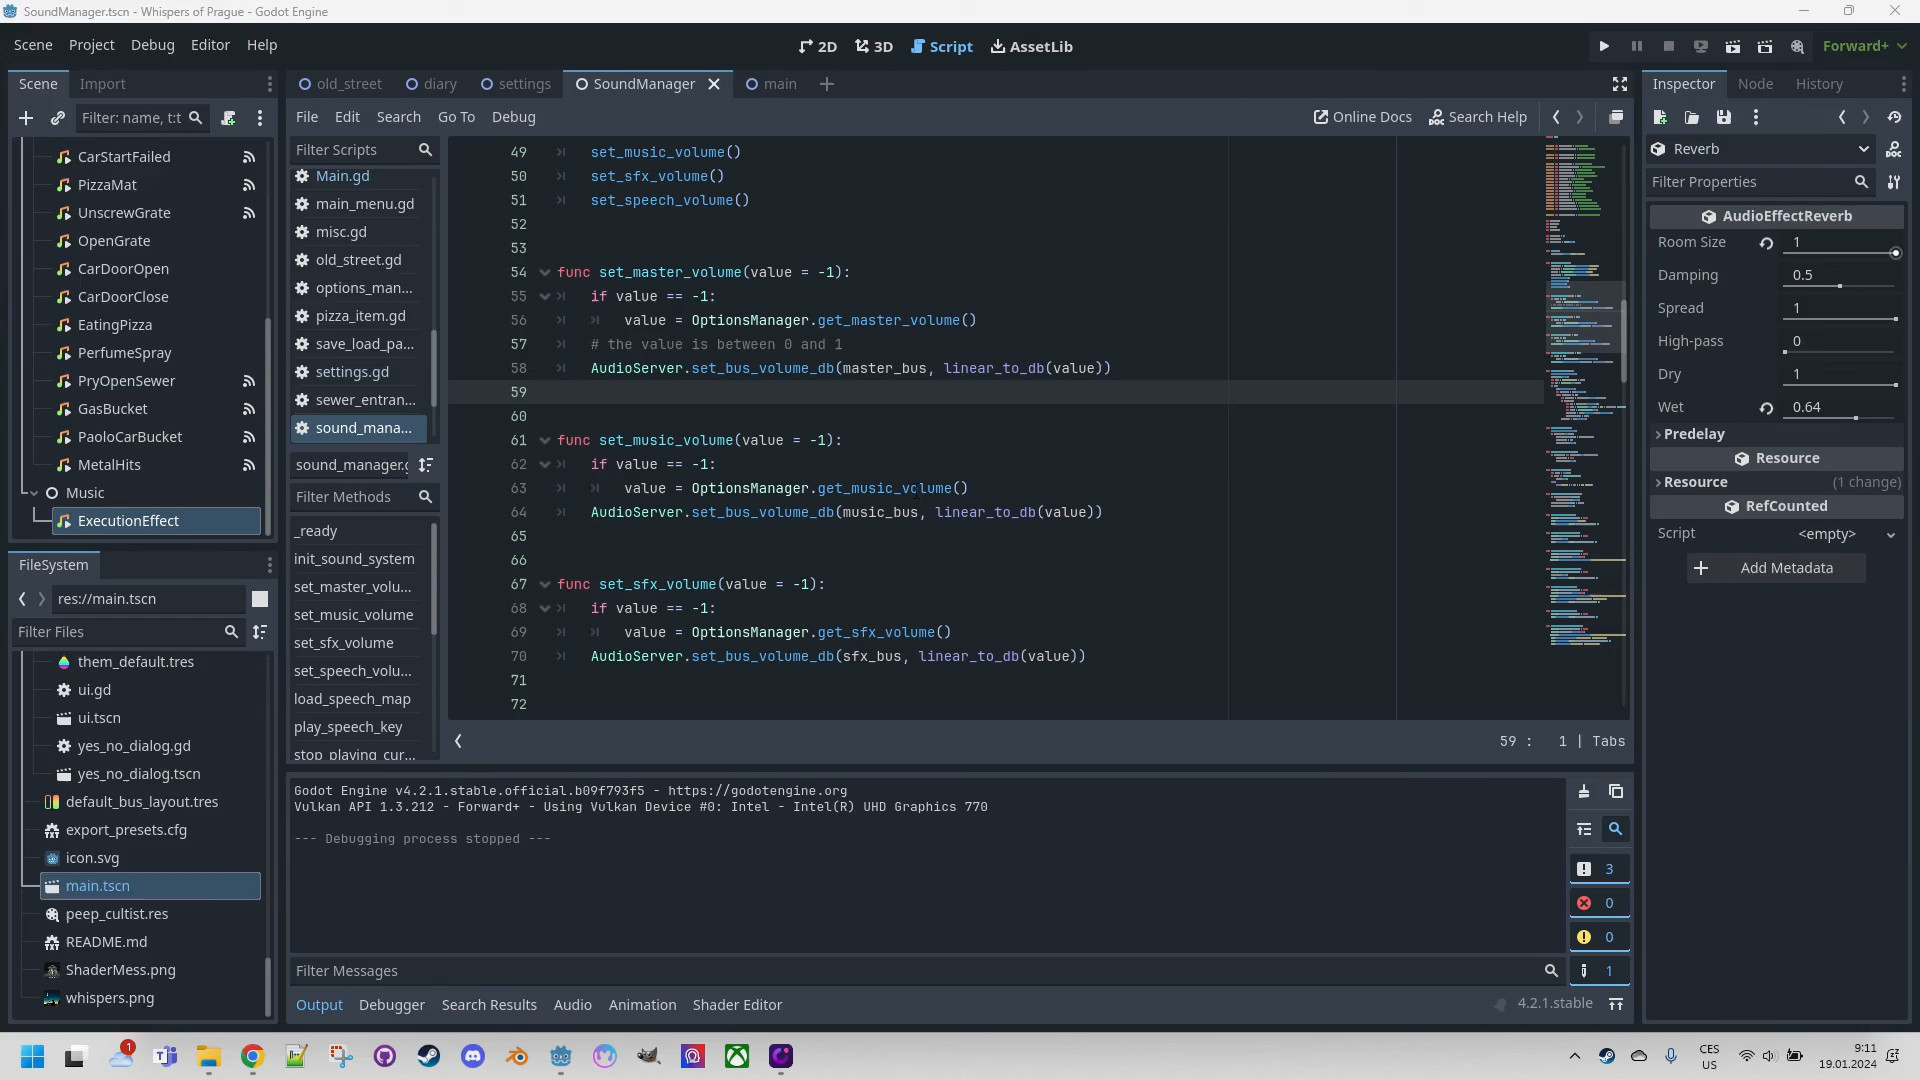 SoundManager.tscn - Whispers of Prague - Godot Engine
Scene Project Debug Editor Help
2D 3D Script AssetLib
Forward+
Scene Import
Filter: name, t:t
CarStartFailed
PizzaMat
UnscrewGrate
OpenGrate
CarDoorOpen
CarDoorClose
EatingPizza
PerfumeSpray
PryOpenSewer
GasBucket
PaoloCarBucket
MetalHits
Music
ExecutionEffect
FileSystem
res://main.tscn
Filter Files
them_default.tres
ui.gd
ui.tscn
yes_no_dialog.gd
yes_no_dialog.tscn
default_bus_layout.tres
export_presets.cfg
icon.svg
main.tscn
peep_cultist.res
README.md
ShaderMess.png
whispers.png
old_street diary settings SoundManager main
File Edit Search Go To Debug
Online Docs Search Help
Filter Scripts
Main.gd
main_menu.gd
misc.gd
old_street.gd
options_man...
pizza_item.gd
save_load_pa...
settings.gd
sewer_entran...
sound_mana...
sound_manager.g
Filter Methods
_ready
init_sound_system
set_master_volu...
set_music_volume
set_sfx_volume
set_speech_volu...
load_speech_map
play_speech_key
stop_playing_cur...
49 set_music_volume()
50 set_sfx_volume()
51 set_speech_volume()
52
53
54 func set_master_volume(value = -1):
55 if value == -1:
56 value = OptionsManager.get_master_volume()
57 # the value is between 0 and 1
58 AudioServer.set_bus_volume_db(master_bus, linear_to_db(value))
59
60
61 func set_music_volume(value = -1):
62 if value == -1:
63 value = OptionsManager.get_music_volume()
64 AudioServer.set_bus_volume_db(music_bus, linear_to_db(value))
65
66
67 func set_sfx_volume(value = -1):
68 if value == -1:
69 value = OptionsManager.get_sfx_volume()
70 AudioServer.set_bus_volume_db(sfx_bus, linear_to_db(value))
71
72
59 : 1 | Tabs
Godot Engine v4.2.1.stable.official.b09f793f5 - https://godotengine.org
Vulkan API 1.3.212 - Forward+ - Using Vulkan Device #0: Intel - Intel(R) UHD Graphics 770
--- Debugging process stopped ---
3
0
0
1
Filter Messages
Output Debugger Search Results Audio Animation Shader Editor
4.2.1.stable
Inspector Node History
Reverb
Filter Properties
AudioEffectReverb
Room Size 1
Damping 0.5
Spread 1
High-pass 0
Dry 1
Wet 0.64
Predelay
Resource
Resource (1 change)
RefCounted
Script <empty>
Add Metadata
1
CES
US
9:11
19.01.2024